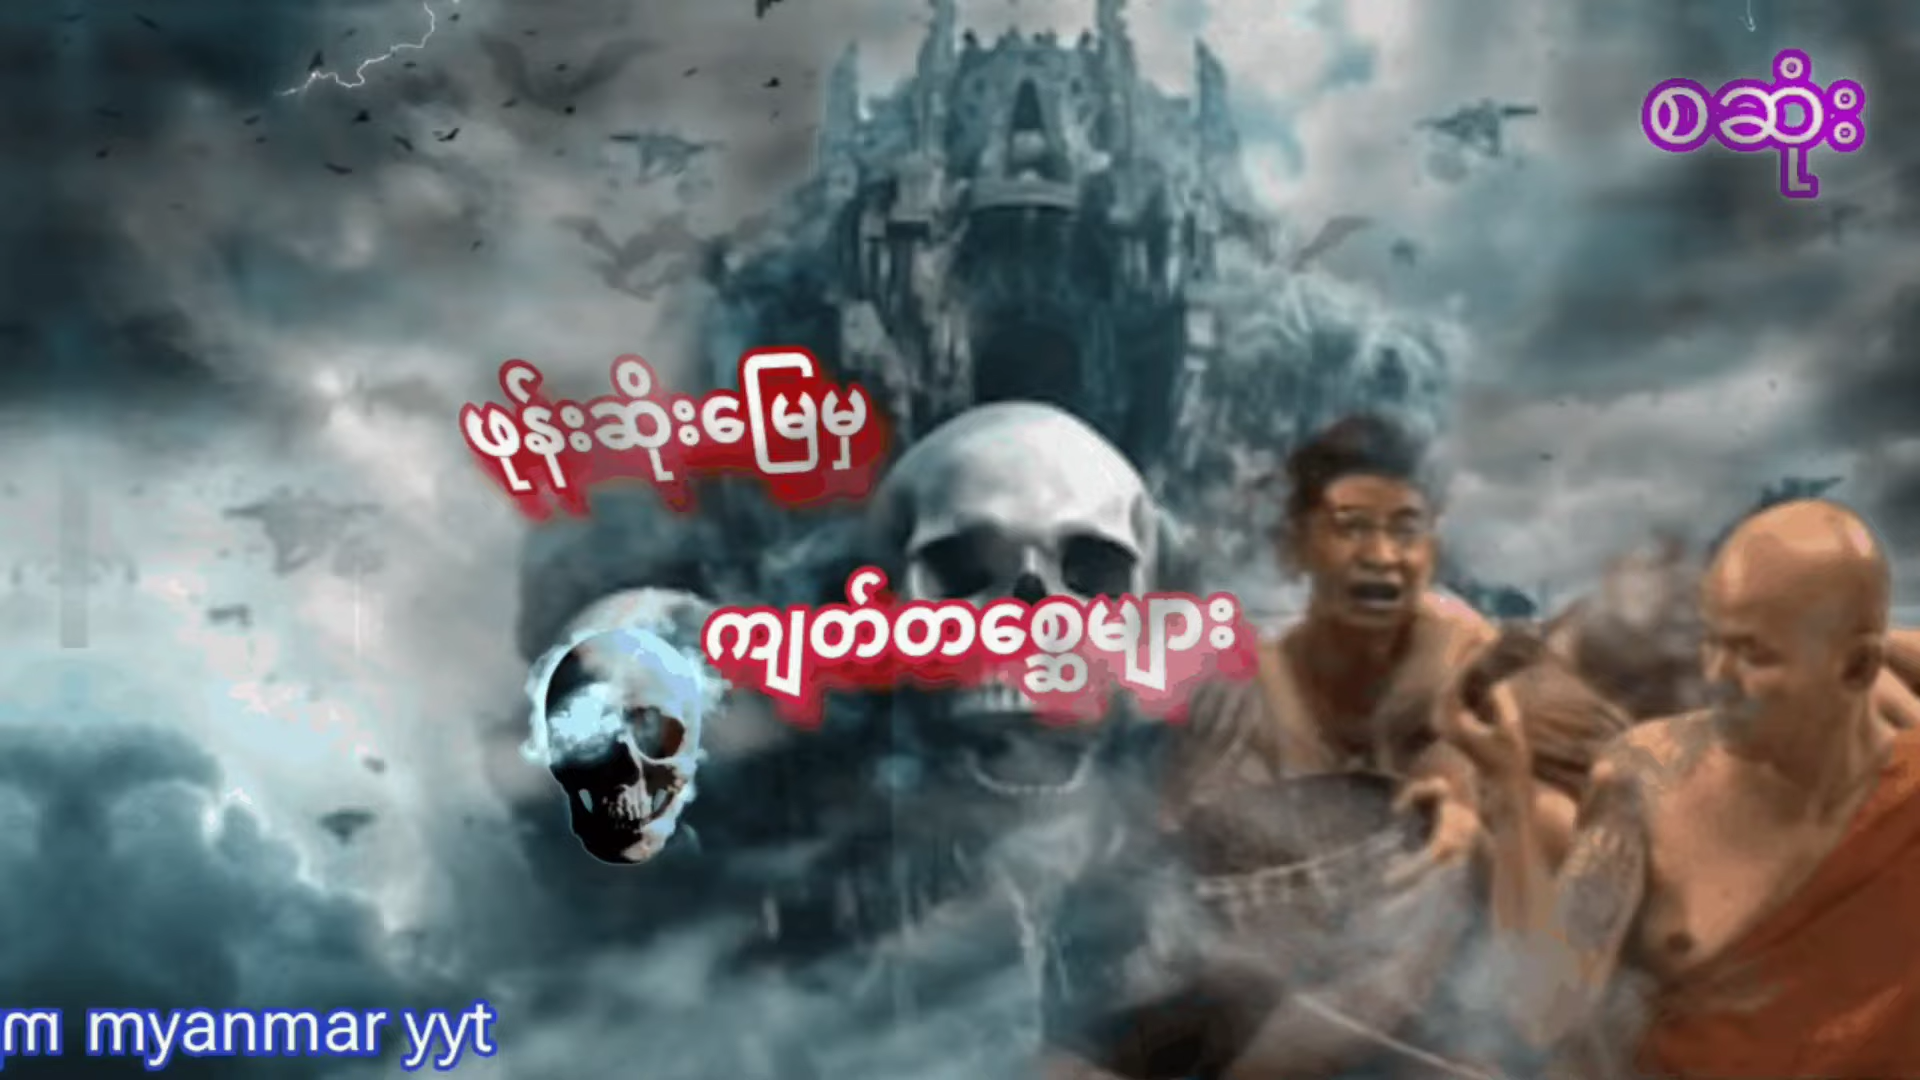 စဆုံး
ဖုန်းဆိုးမြေမှ
ကျတ်တစ္ဆေများ
myanmar yyt